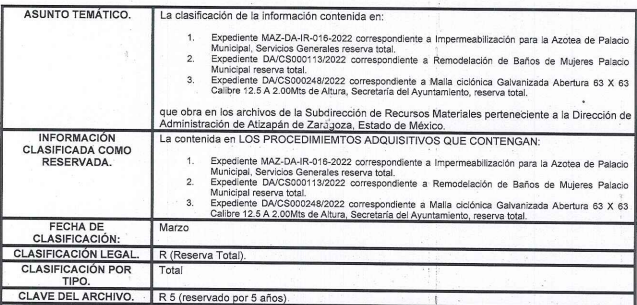 ASUNTO TEMÁTICO.
La clasificación de la información contenida en:
1. Expediente MAZ-DA-IR-016-2022 correspondiente a Impermeabilización para la Azotea de Palacio
Municipal, Servicios Generales reserva total.
2. Expediente DA/CS000113/2022 correspondiente a Remodelación de Baños de Mujeres Palacio
Municipal reserva total.
3. Expediente DA/CS000248/2022 correspondiente a Malla ciclónica Galvanizada Abertura 63 X 63
Calibre 12.5 A 2.00Mts de Altura, Secretaría del Ayuntamiento, reserva total.
que obra en los archivos de la Subdirección de Recursos Materiales perteneciente a la Dirección de
Administración de Atizapán de Zaragoza, Estado de México.
INFORMACIÓN
CLASIFICADA COMO
RESERVADA.
La contenida en LOS PROCEDIMIEMTOS ADQUISITIVOS QUE CONTENGAN:
1. Expediente MAZ-DA-IR-016-2022 correspondiente a Impermeabilización para la Azotea de Palacio
Municipal, Servicios Generales reserva total.
2. Expediente DA/CS000113/2022 correspondiente a Remodelación de Baños de Mujeres Palacio
Municipal reserva total.
3. Expediente DA/CS000248/2022 correspondiente a Malla ciclónica Galvanizada Abertura 63 X 63
Calibre 12.5 A 2.00Mts de Altura, Secretaría del Ayuntamiento, reserva total.
FECHA DE
CLASIFICACIÓN:
Marzo
CLASIFICACIÓN LEGAL.
R (Reserva Total).
CLASIFICACIÓN POR
TIPO.
Total
CLAVE DEL ARCHIVO.
R 5 (reservado por 5 años).